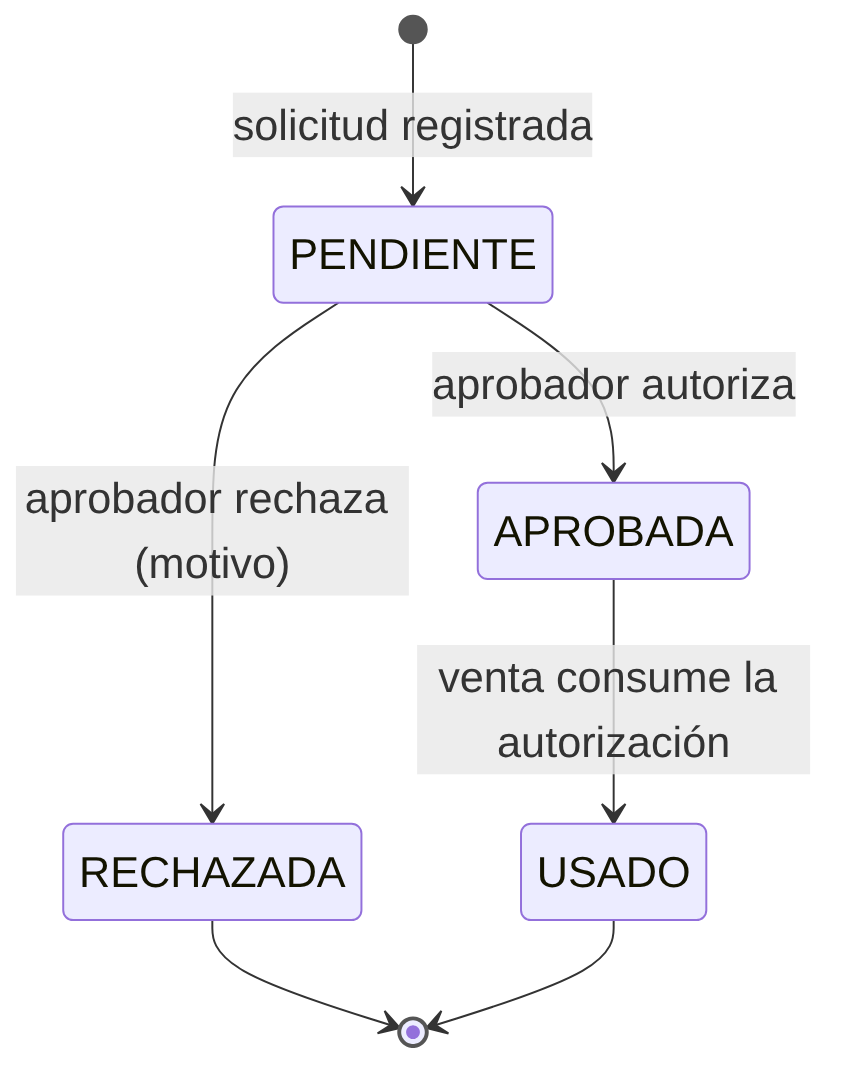 solicitud registrada
PENDIENTE
aprobador autoriza
aprobador rechaza
(motivo)
APROBADA
venta consume la
autorización
RECHAZADA
USADO